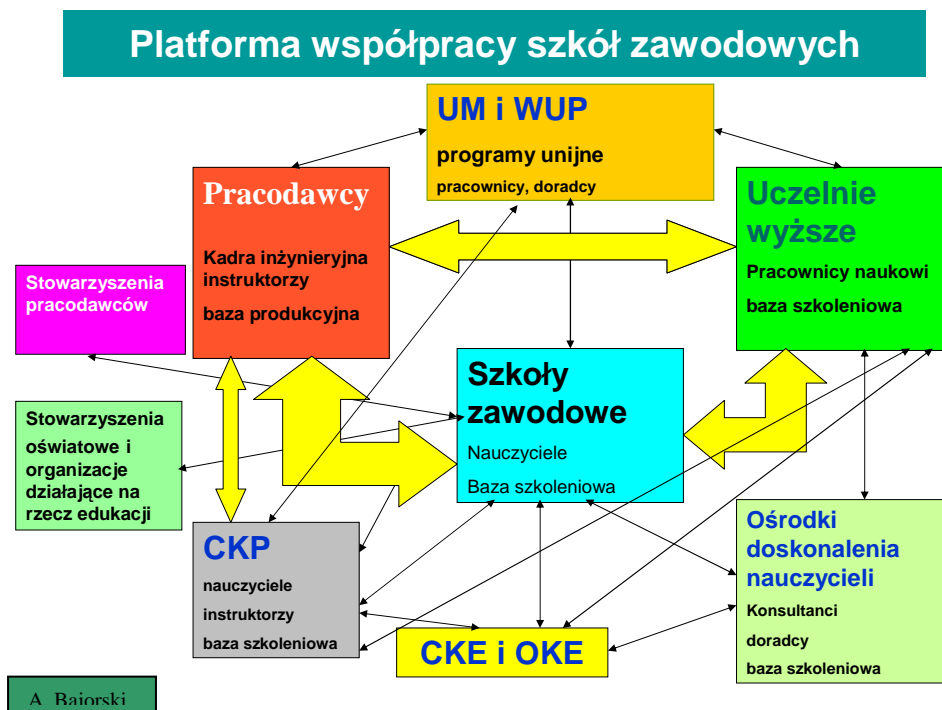 Platforma współpracy szkół zawodowych
UM i WUP
programy unijne
pracownicy, doradcy
Pracodawcy
Kadra inżynieryjna
instruktorzy
baza produkcyjna
Uczelnie
wyższe
Pracownicy naukowi
baza szkoleniowa
Stowarzyszenia
pracodawców
Szkoły
zawodowe
Nauczyciele
Baza szkoleniowa
Stowarzyszenia
oświatowe i
organizacje
działające na
rzecz edukacji
CKP
nauczyciele
instruktorzy
baza szkoleniowa
CKE i OKE
Ośrodki
doskonalenia
nauczycieli
Konsultanci
doradcy
baza szkoleniowa
A. Bajorski